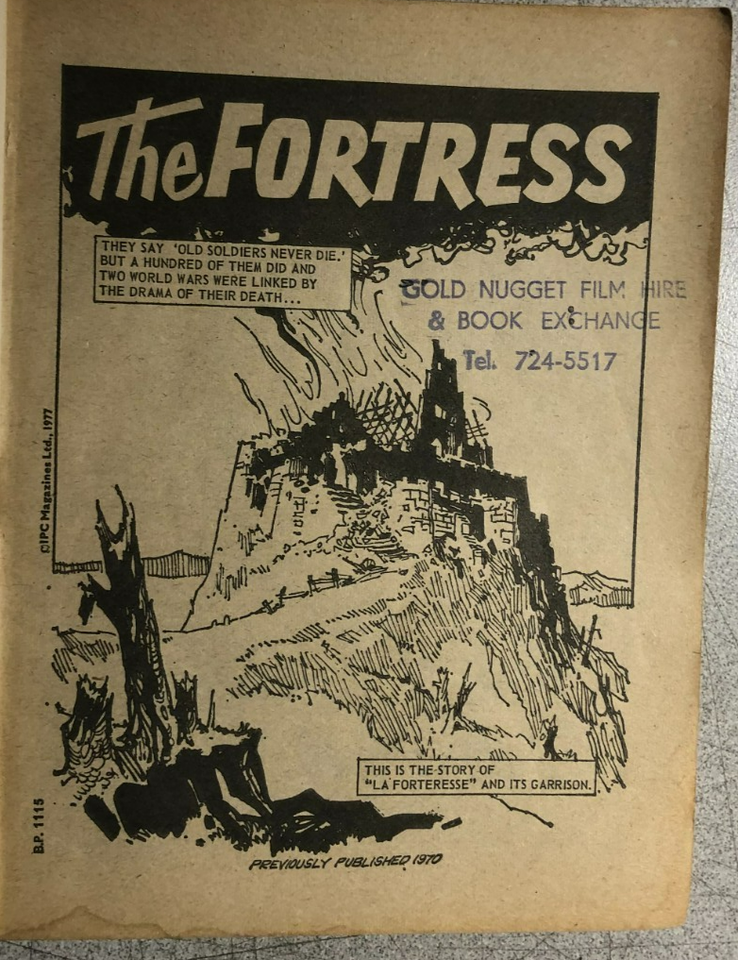 The FORTRESS
THEY SAY 'OLD SOLDIERS NEVER DIE.'
BUT A HUNDRED OF THEM DID AND
TWO WORLD WARS WERE LINKED BY
THE DRAMA OF THEIR DEATH...
GOLD NUGGET FILM HIRE
& BOOK EXCHANGE
Tel. 724-5517
©IPC Magazines Ltd., 1977
THIS IS THE STORY OF
"LA FORTERESSE" AND ITS GARRISON.
B.P. 1115
PREVIOUSLY PUBLISHED 1970